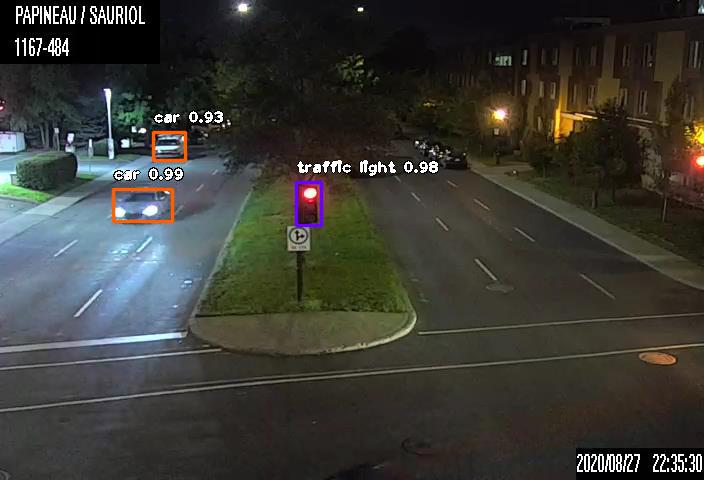 PAPINEAU / SAURIOL
1167-484
car 0.93
car 0.99
traffic light 0.98
2020/08/27 22:35:30